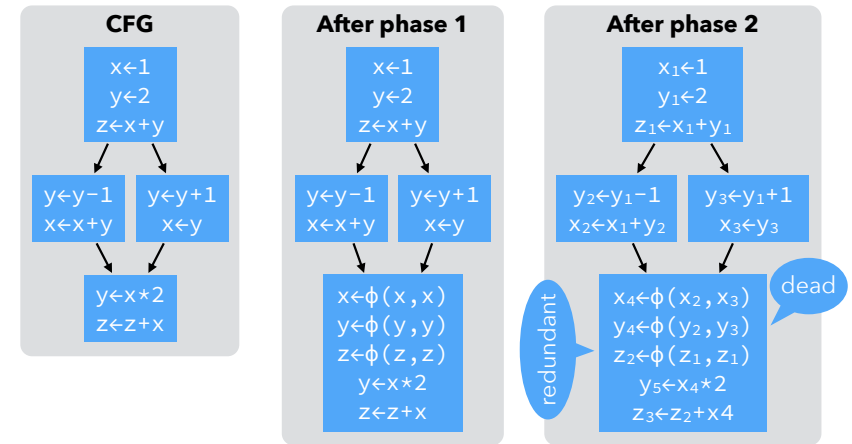 CFG
x←1
y←2
z←x+y
y←y-1
x←x+y
y←y+1
x←y
y←x*2
z←z+x
After phase 1
x←1
y←2
z←x+y
y←y-1
x←x+y
y←y+1
x←y
x←ϕ(x,x)
y←ϕ(y,y)
z←ϕ(z,z)
y←x*2
z←z+x
After phase 2
x₁←1
y₁←2
z₁←x₁+y₁
y₂←y₁-1
x₂←x₁+y₂
y₃←y₁+1
x₃←y₃
redundant
x₄←ϕ(x₂,x₃)
y₄←ϕ(y₂,y₃)
z₂←ϕ(z₁,z₁)
y₅←x₄*2
z₃←z₂+x4
dead